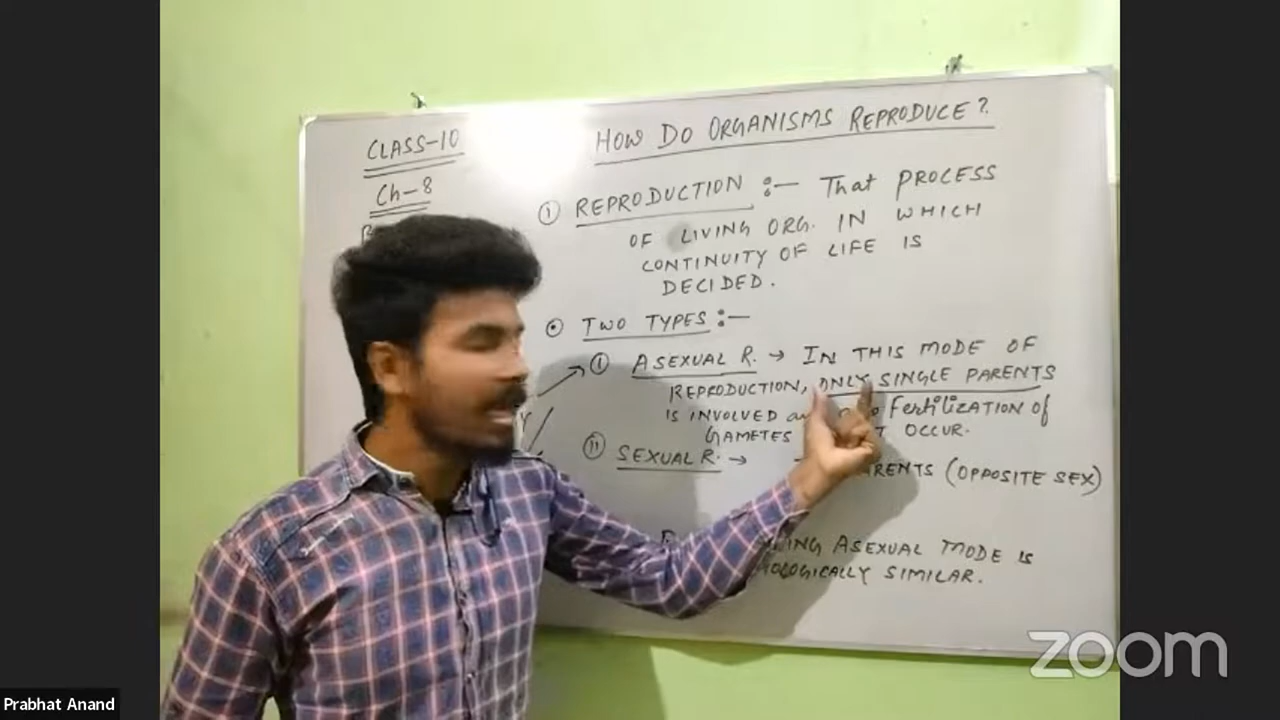 CLASS-10
HOW DO ORGANISMS REPRODUCE?
Ch-8
① REPRODUCTION :— That PROCESS
OF LIVING ORG. IN WHICH
CONTINUITY OF LIFE IS
DECIDED.
TWO TYPES :—
① ASEXUAL R. → IN THIS MODE OF
REPRODUCTION, ONLY SINGLE PARENTS
IS INVOLVED FertiliZATION of
GAMETES OCCUR.
(ii) SEXUAL R. → (OPPOSITE SEX)
ASEXUAL MODE IS
SIMILAR.
zoom
Prabhat Anand